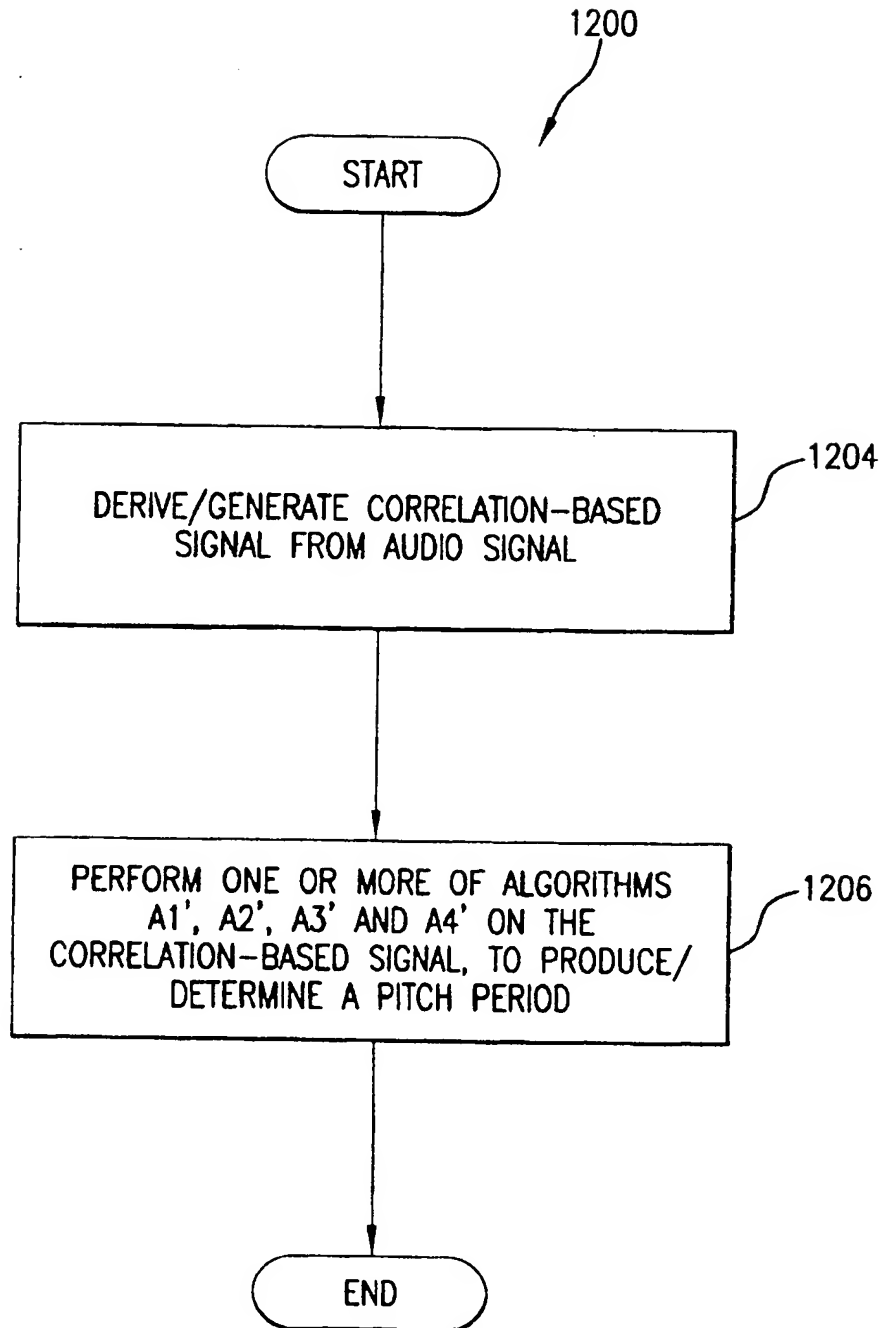 1200
START
DERIVE/GENERATE CORRELATION-BASED
SIGNAL FROM AUDIO SIGNAL
1204
PERFORM ONE OR MORE OF ALGORITHMS
A1', A2', A3' AND A4' ON THE
CORRELATION-BASED SIGNAL, TO PRODUCE/
DETERMINE A PITCH PERIOD
1206
END